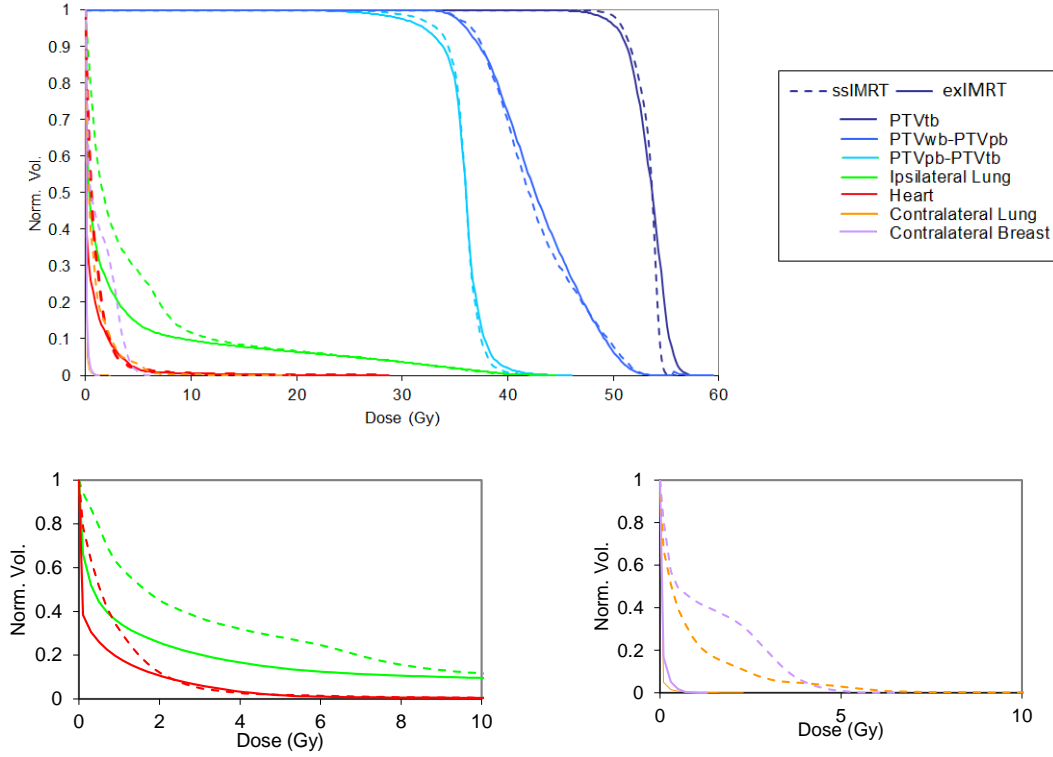 1
0.9
0.8
0.7
0.6
0.5
0.4
0.3
0.2
0.1
0
Norm. Vol.
0 10 20 30 40 50 60
Dose (Gy)
ssIMRT exIMRT
PTVtb
PTVwb-PTVpb
PTVpb-PTVtb
Ipsilateral Lung
Heart
Contralateral Lung
Contralateral Breast
1
0.8
0.6
0.4
0.2
0
Norm. Vol.
0 2 4 6 8 10
Dose (Gy)
1
0.8
0.6
0.4
0.2
0
Norm. Vol.
0 5 10
Dose (Gy)